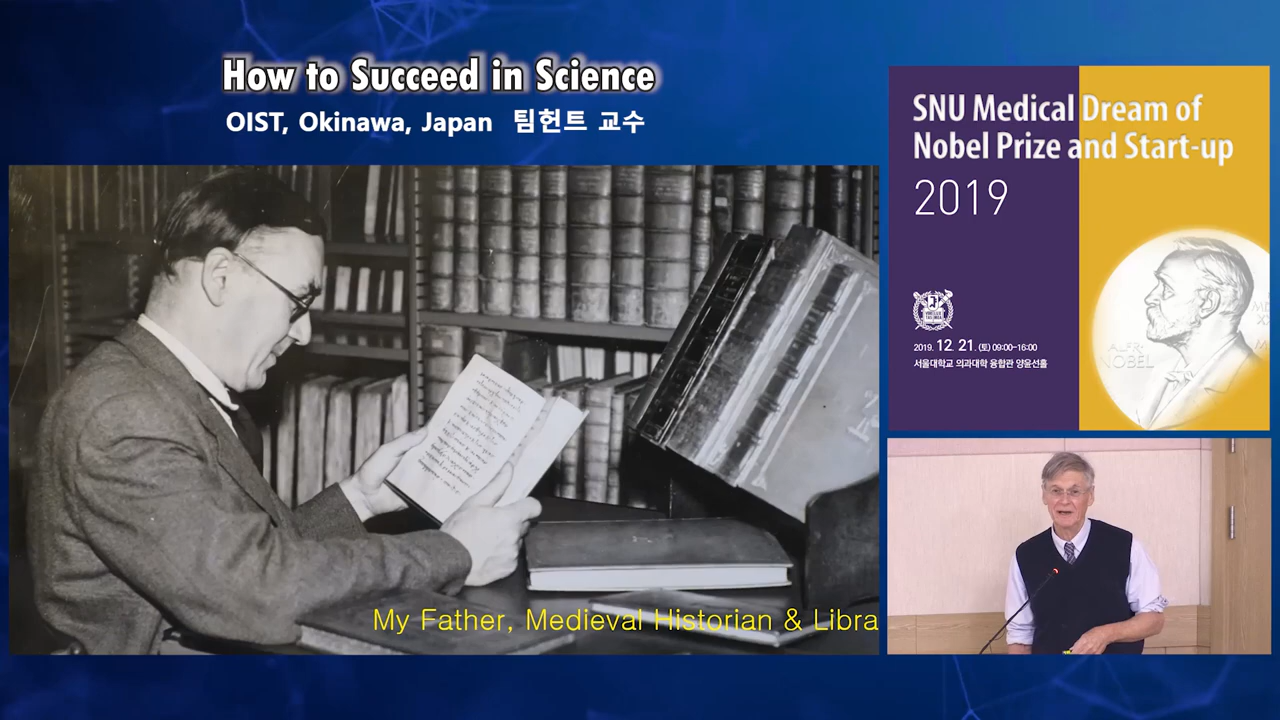 How to Succeed in Science
OIST, Okinawa, Japan 팀헌트 교수
My Father, Medieval Historian & Libra
SNU Medical Dream of
Nobel Prize and Start-up
2019
2019. 12. 21. (토) 09:00-16:00
서울대학교 의과대학 융합관 양윤선홀
ALFR·
NOBEL